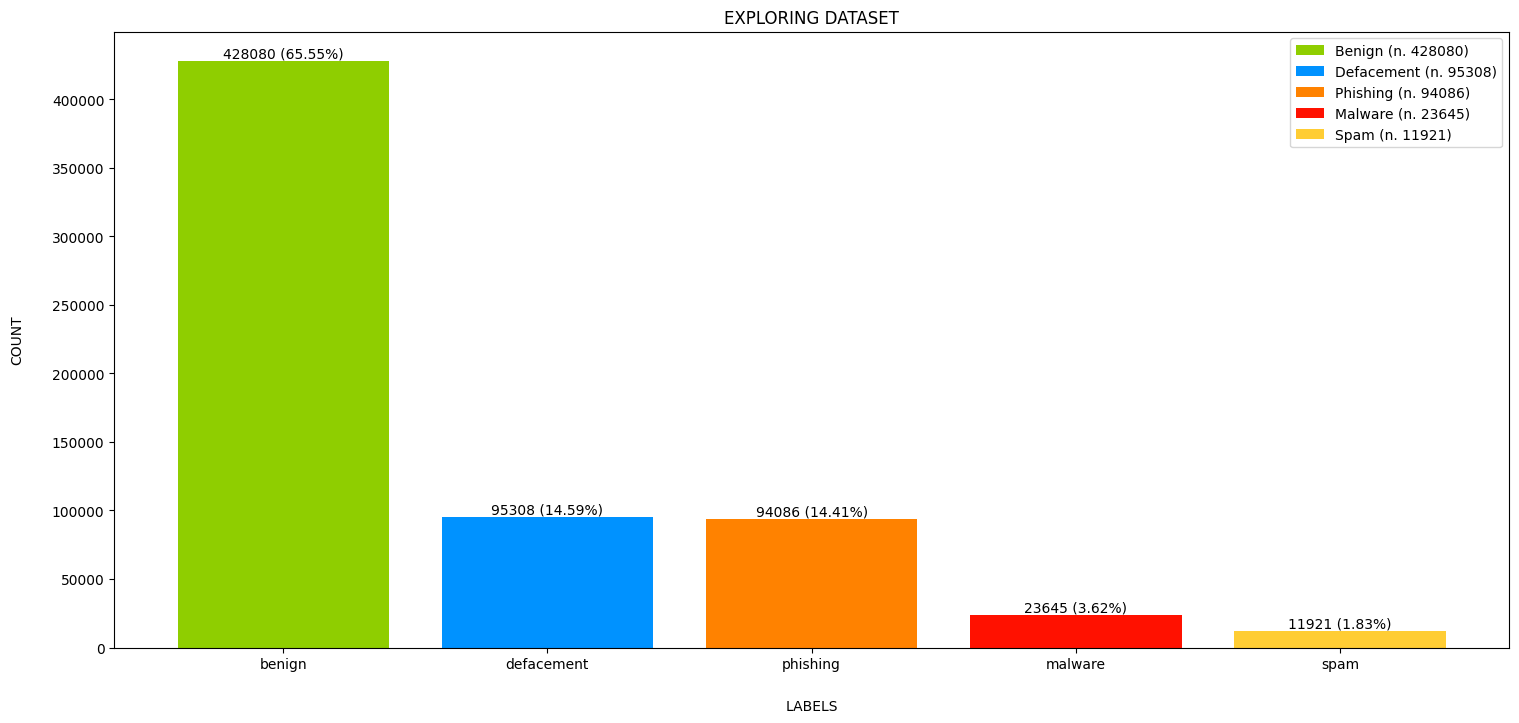 EXPLORING DATASET
Benign (n. 428080)
Defacement (n. 95308)
Phishing (n. 94086)
Malware (n. 23645)
Spam (n. 11921)
428080 (65.55%)
95308 (14.59%)
94086 (14.41%)
23645 (3.62%)
11921 (1.83%)
COUNT
400000
350000
300000
250000
200000
150000
100000
50000
0
benign
defacement
phishing
malware
spam
LABELS